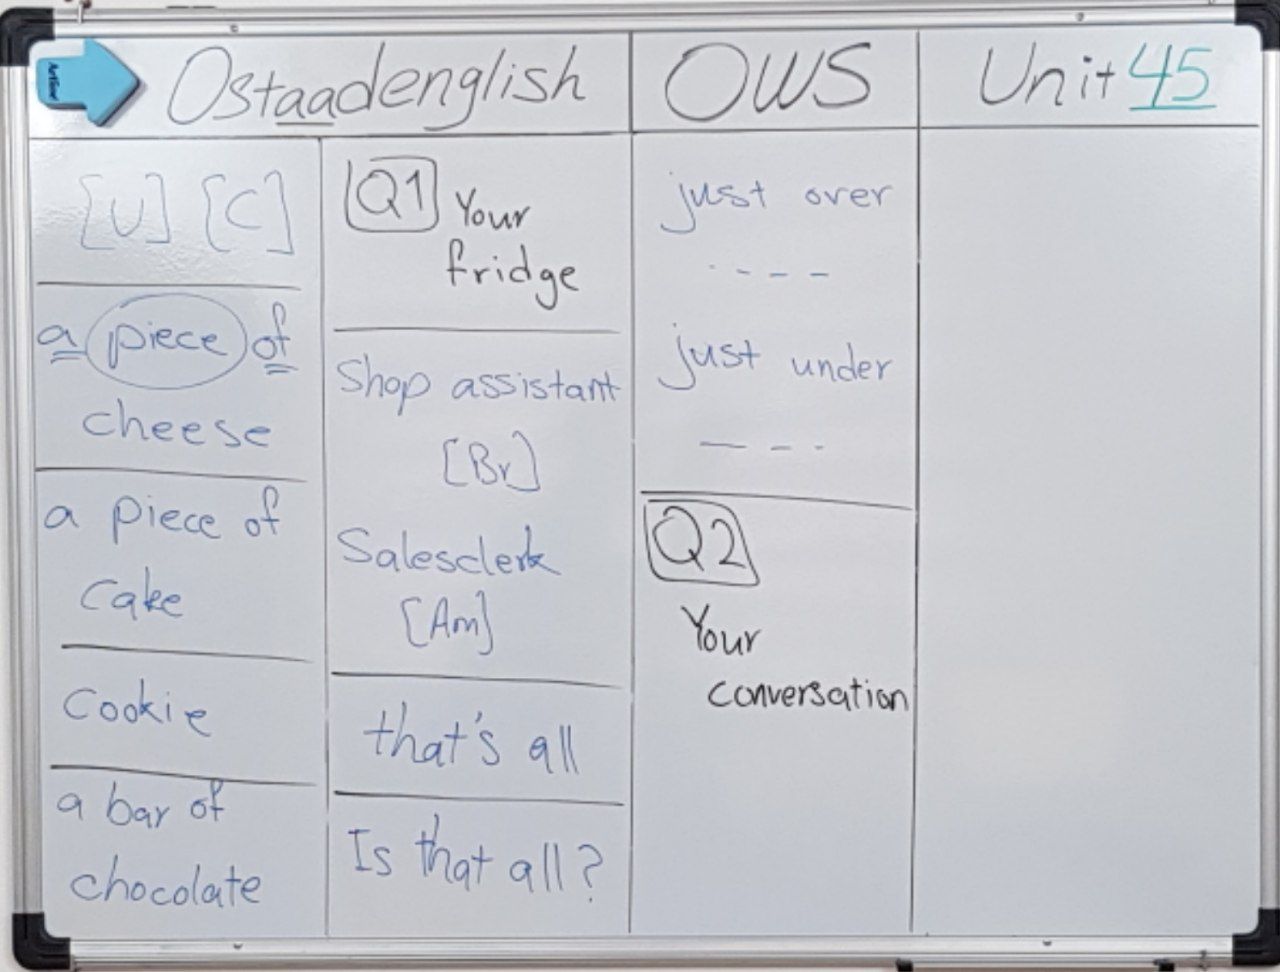 Action!
Ostaadenglish
OWS
Unit 45
[U] [C]
a piece of
cheese
a piece of
cake
cookie
a bar of
chocolate
Q1 Your
fridge
Shop assistant
[Br]
Salesclerk
[Am]
that's all
Is that all?
just over
- - - -
just under
- - -
Q2
Your
conversation